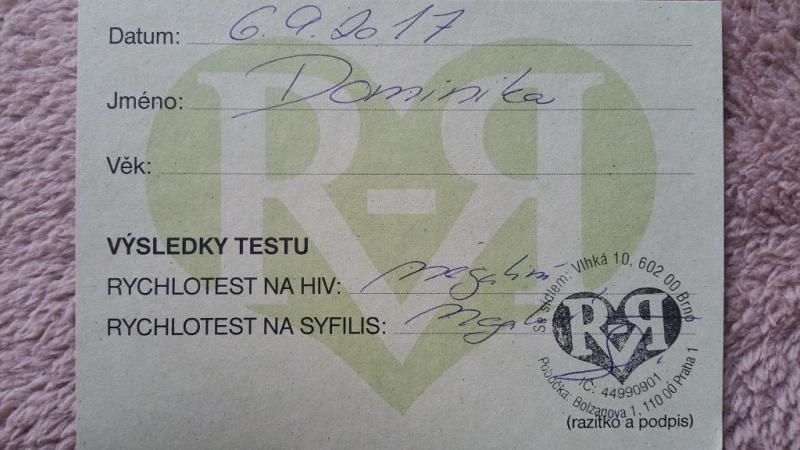 Datum: 6.9.2017
Jméno: Dominika
Věk:
R-R
VÝSLEDKY TESTU
RYCHLOTEST NA HIV: negativní
RYCHLOTEST NA SYFILIS:
Se sídlem: Vlhká 10, 602 00 Brno
R-R
IČ: 44990901
Pobočka: Bolzanova 1, 110 00 Praha 1
(razítko a podpis)